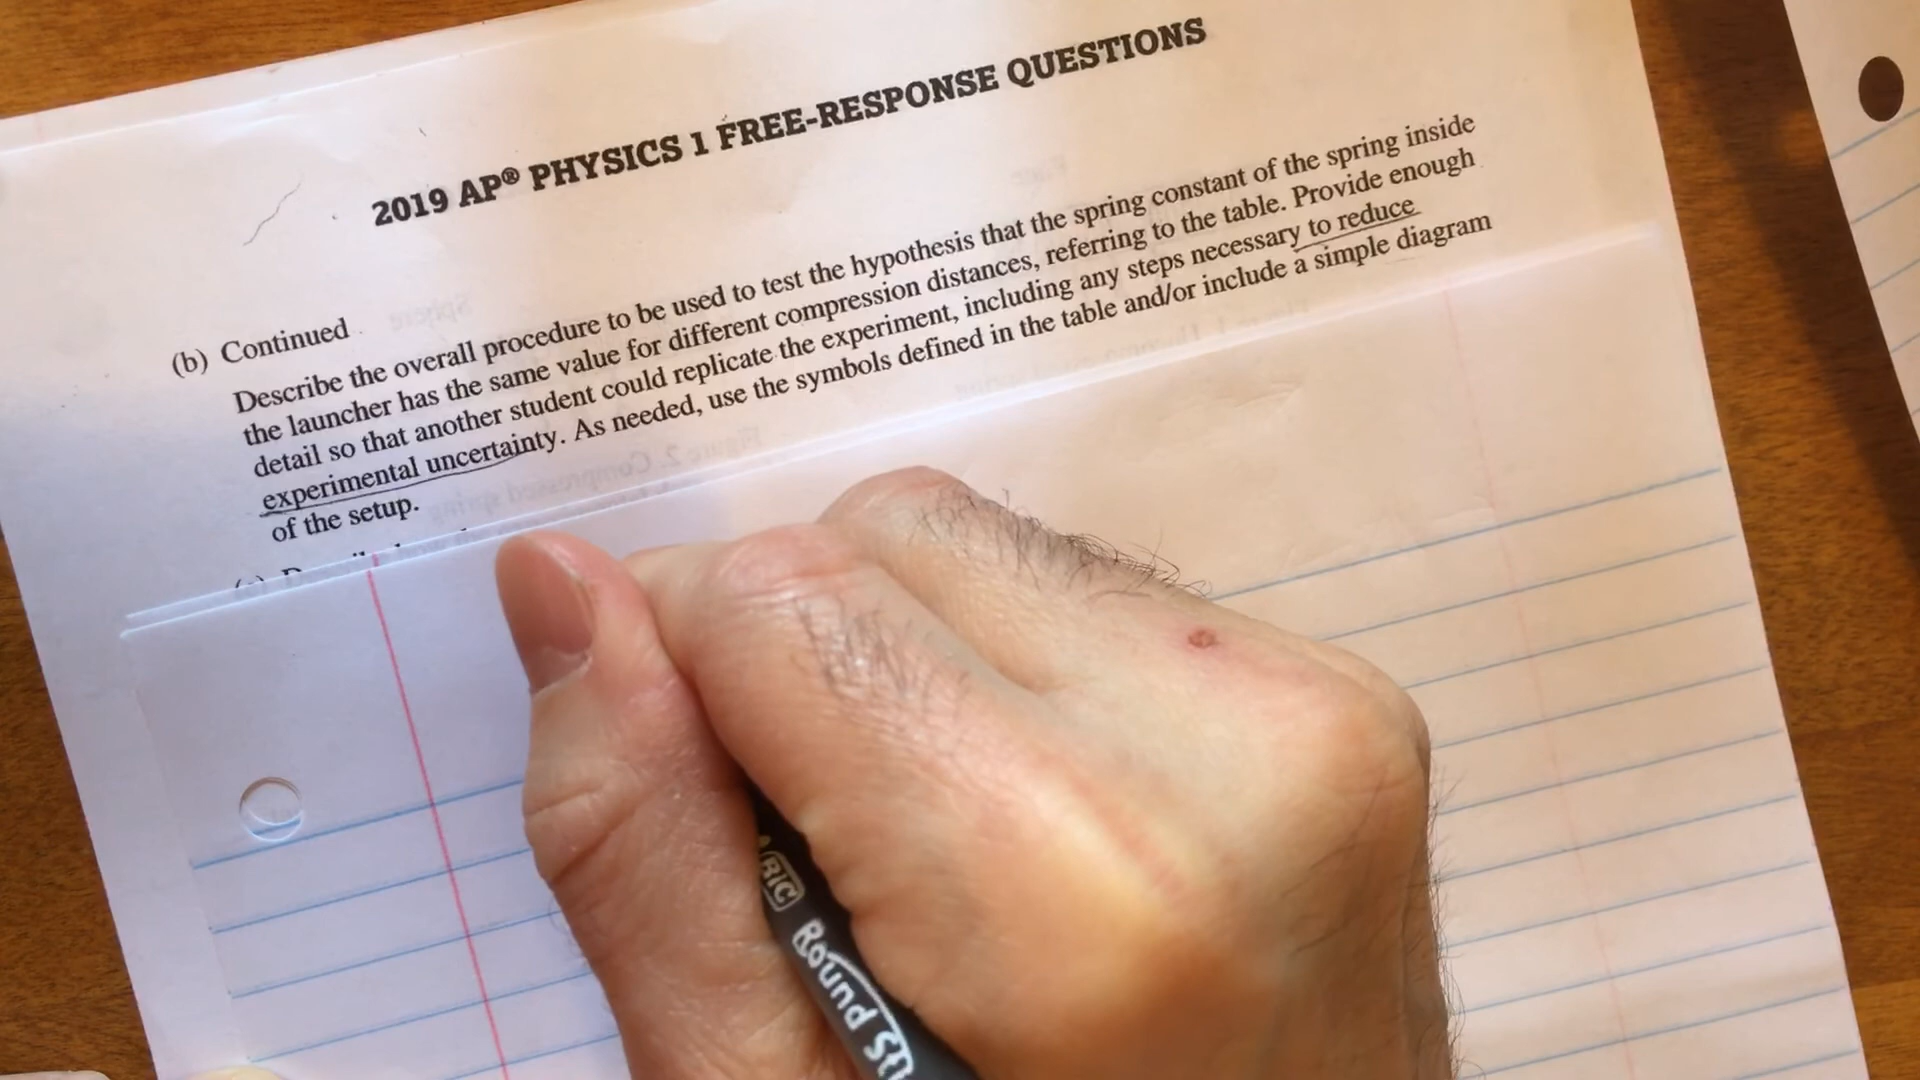 2019 AP® PHYSICS 1 FREE-RESPONSE QUESTIONS
(b) Continued
Describe the overall procedure to be used to test the hypothesis that the spring constant of the spring inside
the launcher has the same value for different compression distances, referring to the table. Provide enough
detail so that another student could replicate the experiment, including any steps necessary to reduce
experimental uncertainty. As needed, use the symbols defined in the table and/or include a simple diagram
of the setup.
BIC
Round